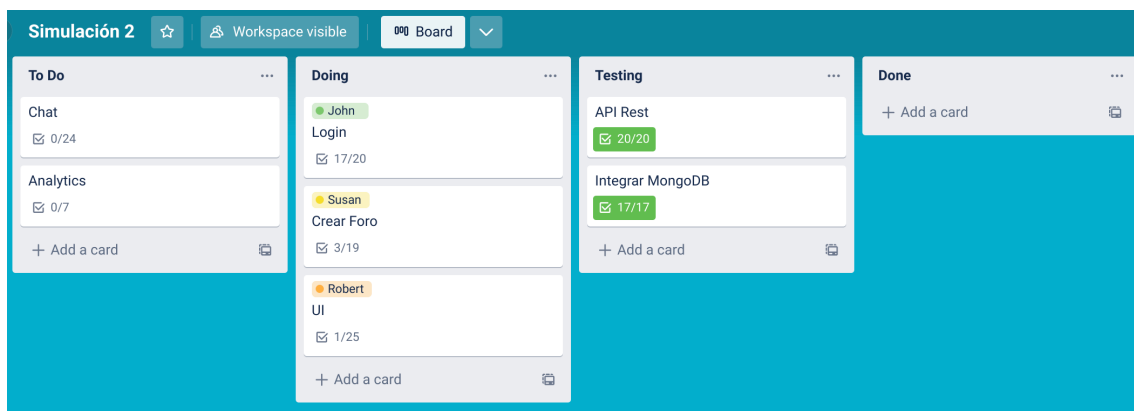 Simulación 2
Workspace visible
Board
To Do
Chat
0/24
Analytics
0/7
+ Add a card
Doing
John
Login
17/20
Susan
Crear Foro
3/19
Robert
UI
1/25
+ Add a card
Testing
API Rest
20/20
Integrar MongoDB
17/17
+ Add a card
Done
+ Add a card